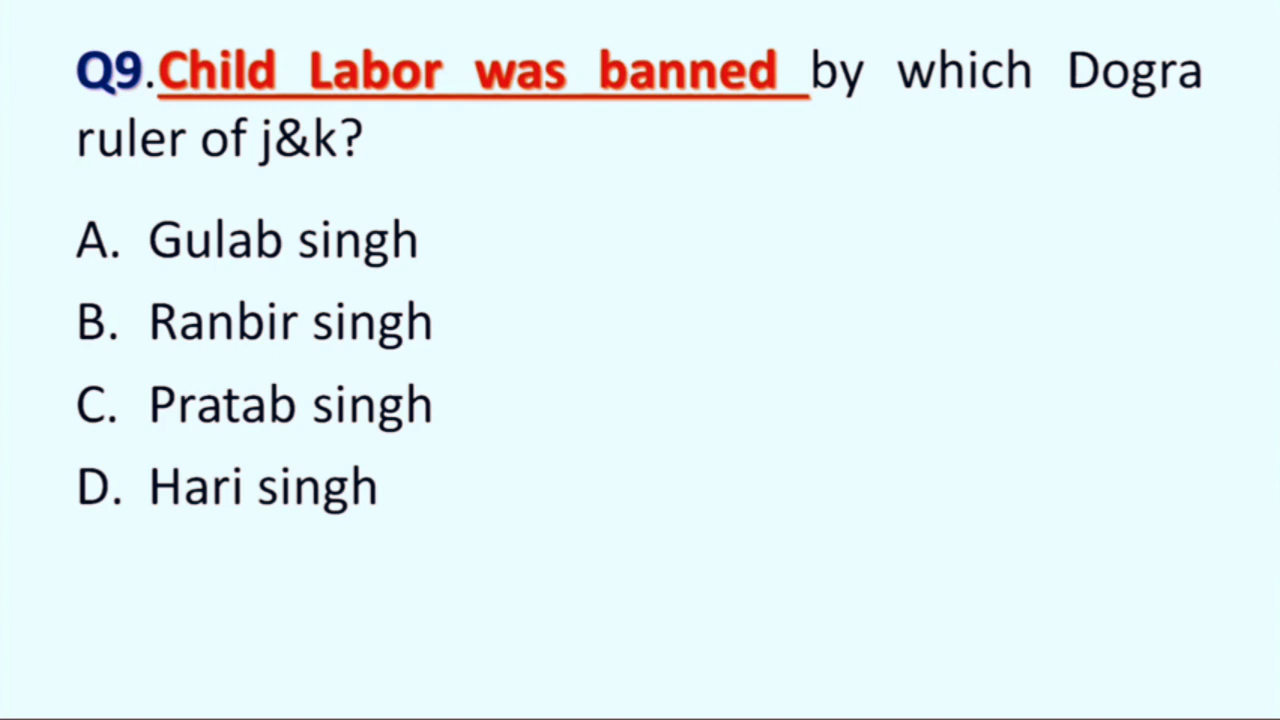 Q9.Child Labor was banned by which Dogra
ruler of j&k?
A. Gulab singh
B. Ranbir singh
C. Pratab singh
D. Hari singh